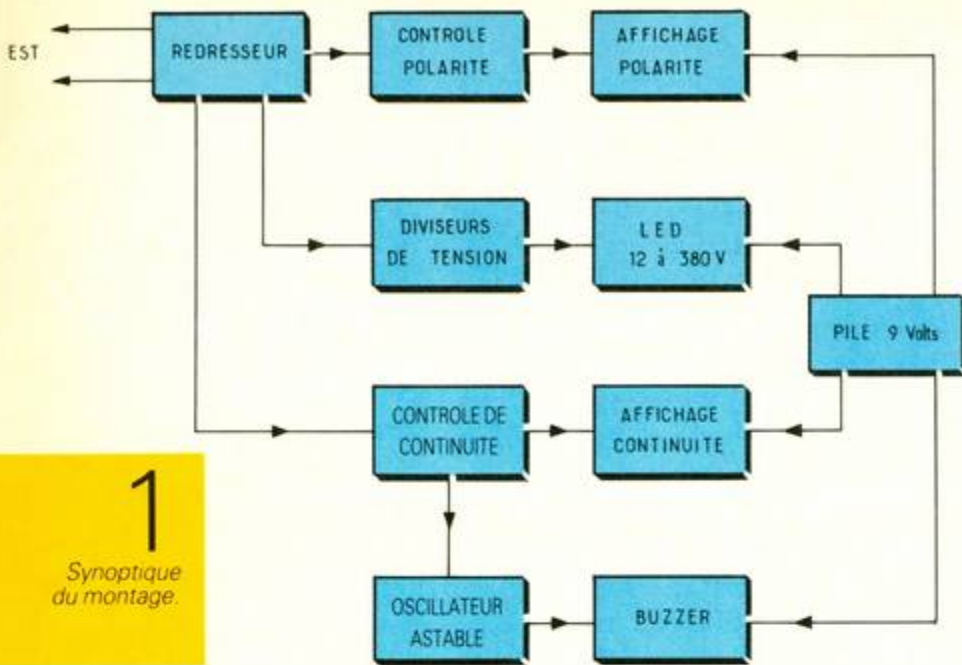 EST
REDRESSEUR
CONTROLE
POLARITE
AFFICHAGE
POLARITE
DIVISEURS
DE TENSION
LED
12 à 380 V
PILE 9 Volts
CONTROLE DE
CONTINUITE
AFFICHAGE
CONTINUITE
OSCILLATEUR
ASTABLE
BUZZER
1
Synoptique
du montage.